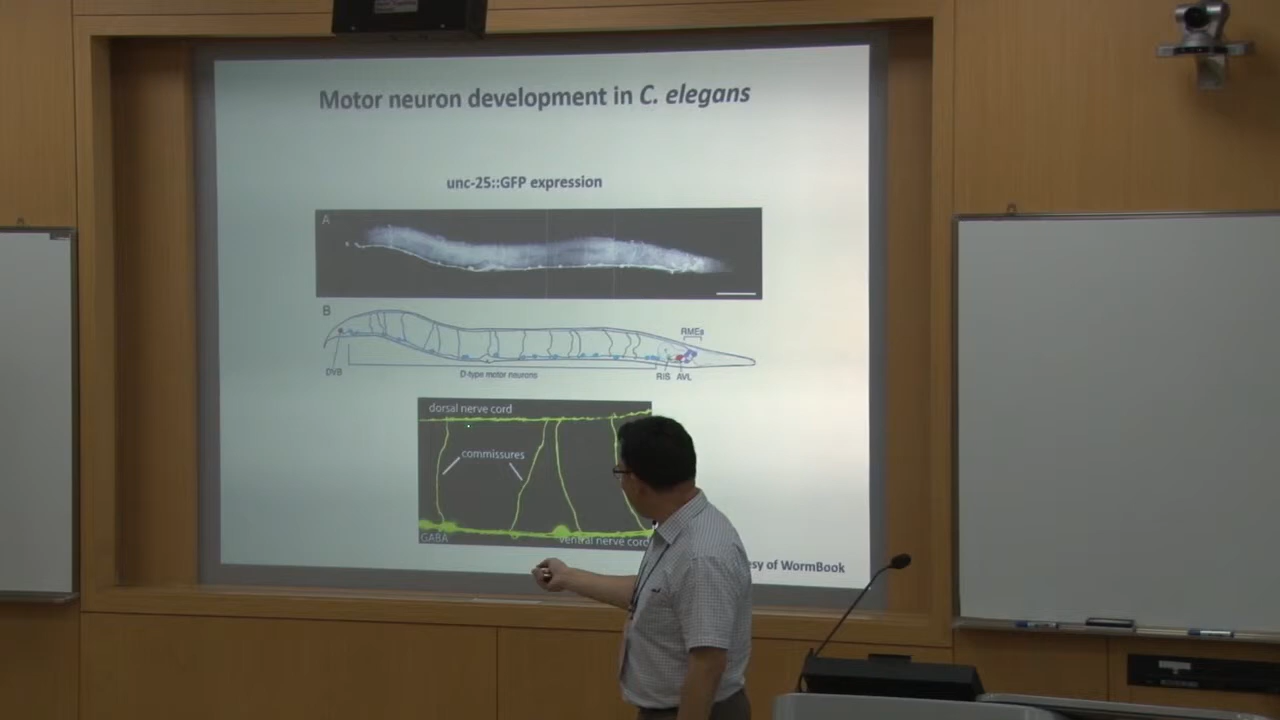 Motor neuron development in C. elegans
unc-25::GFP expression
A
B
RMEs
DVB
D-type motor neurons
RIS AVL
dorsal nerve cord
commissures
GABA
ventral nerve cord
of WormBook